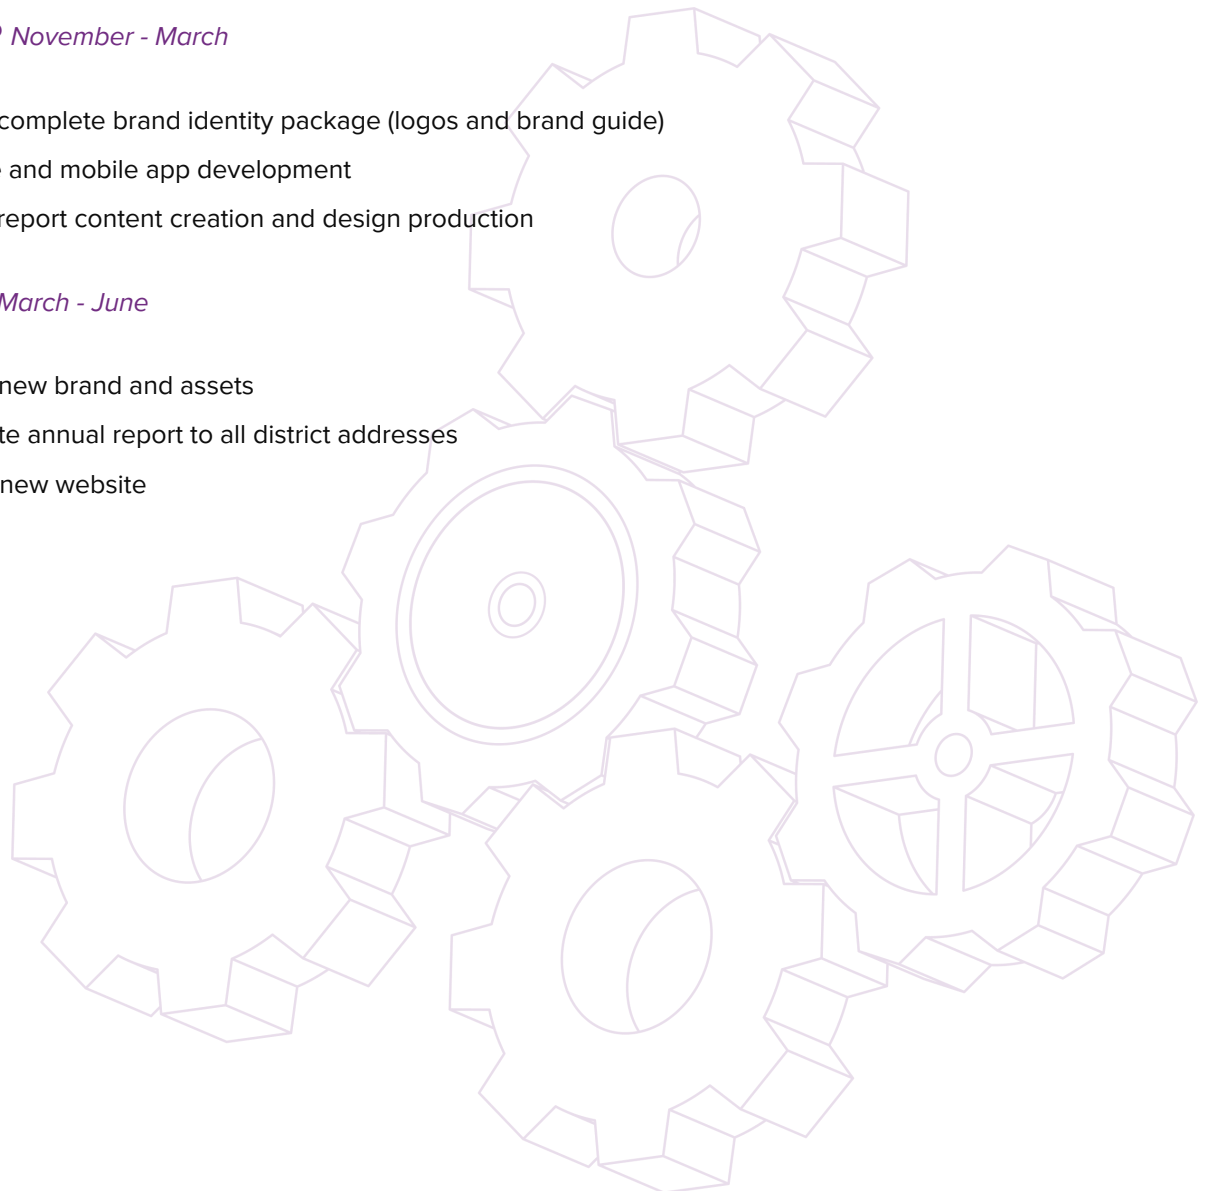 November - March
complete brand identity package (logos and brand guide)
and mobile app development
report content creation and design production
March - June
new brand and assets
annual report to all district addresses
new website